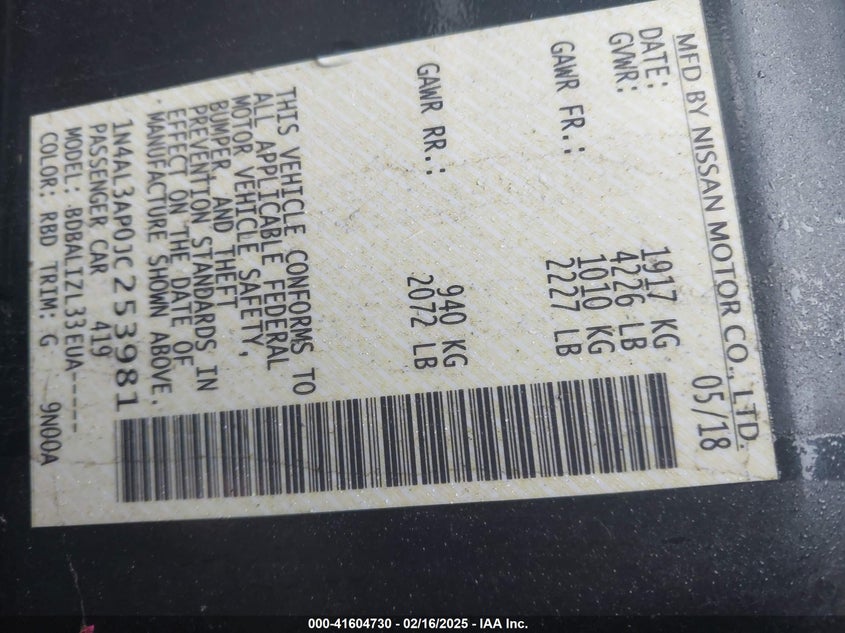 MFD BY NISSAN MOTOR CO., LTD.
DATE: 05/18
GVWR: 1917 KG
4226 LB
GAWR FR.: 1010 KG
2227 LB
GAWR RR.: 940 KG
2072 LB
THIS VEHICLE CONFORMS TO
ALL APPLICABLE FEDERAL
MOTOR VEHICLE SAFETY,
BUMPER, AND THEFT
PREVENTION STANDARDS IN
EFFECT ON THE DATE OF
MANUFACTURE SHOWN ABOVE.
1N4AL3AP0JC253981
PASSENGER CAR 419
MODEL: BDBALIZL33EUA-----
COLOR: RBD TRIM: G 9N00A
000-41604730 - 02/16/2025 - IAA Inc.